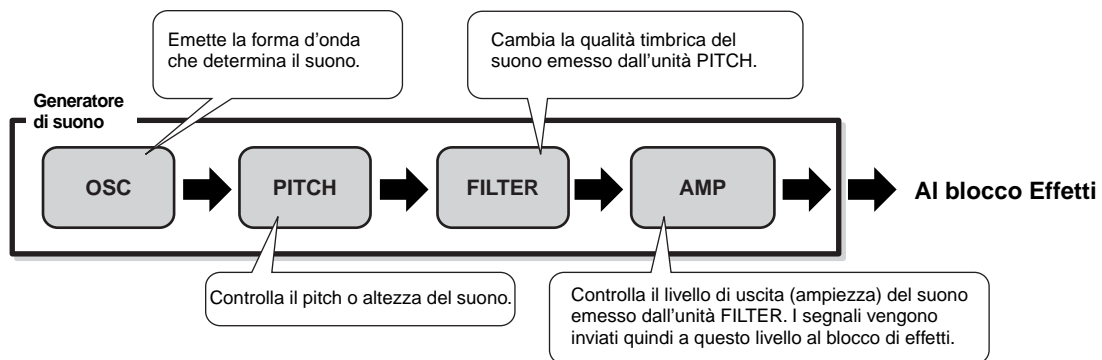 Emette la forma d'onda
che determina il suono.
Cambia la qualità timbrica del
suono emesso dall'unità PITCH.
Generatore
di suono
OSC
PITCH
FILTER
AMP
Al blocco Effetti
Controlla il pitch o altezza del suono.
Controlla il livello di uscita (ampiezza) del suono
emesso dall'unità FILTER. I segnali vengono
inviati quindi a questo livello al blocco di effetti.